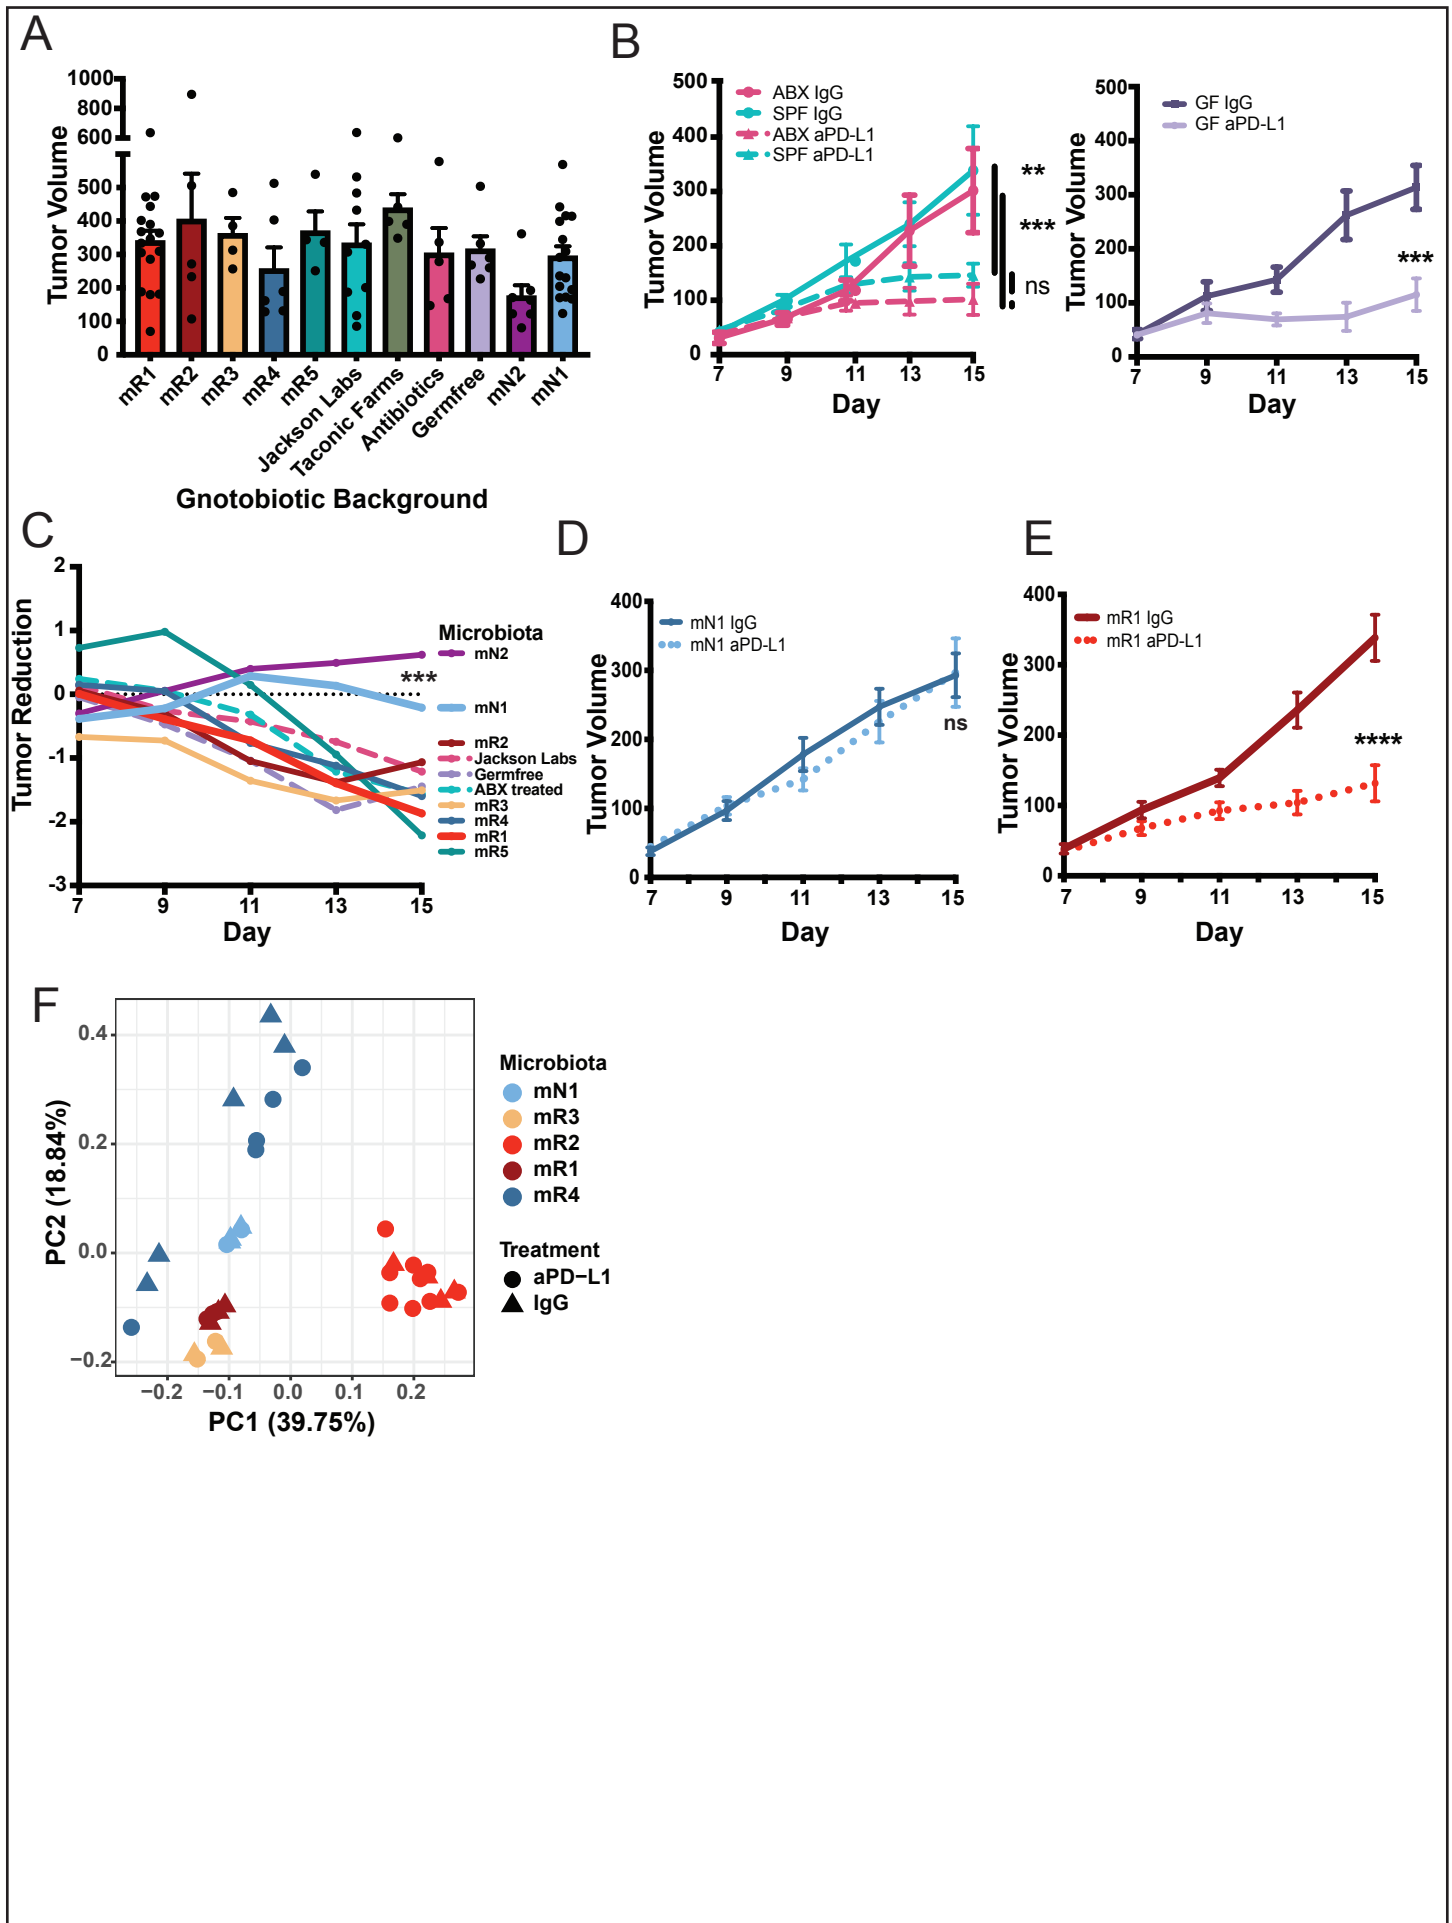 A
1000
800
600
500
400
300
200
100
0
Tumor Volume
mR1
mR2
mR3
mR4
mR5
Jackson Labs
Taconic Farms
Antibiotics
Germfree
mN2
mN1
Gnotobiotic Background
B
500
400
300
200
100
0
Tumor Volume
ABX IgG
SPF IgG
ABX aPD-L1
SPF aPD-L1
**
***
ns
7
9
11
13
15
Day
500
400
300
200
100
0
Tumor Volume
GF IgG
GF aPD-L1
***
7
9
11
13
15
Day
C
2
1
0
-1
-2
-3
Tumor Reduction
Microbiota
mN2
***
mN1
mR2
Jackson Labs
Germfree
ABX treated
mR3
mR4
mR1
mR5
7
9
11
13
15
Day
D
400
300
200
100
0
Tumor Volume
mN1 IgG
mN1 aPD-L1
ns
7
9
11
13
15
Day
E
400
300
200
100
0
Tumor Volume
mR1 IgG
mR1 aPD-L1
****
7
9
11
13
15
Day
F
0.4
0.2
0.0
−0.2
PC2 (18.84%)
−0.2
−0.1
0.0
0.1
0.2
PC1 (39.75%)
Microbiota
mN1
mR3
mR2
mR1
mR4
Treatment
aPD−L1
IgG